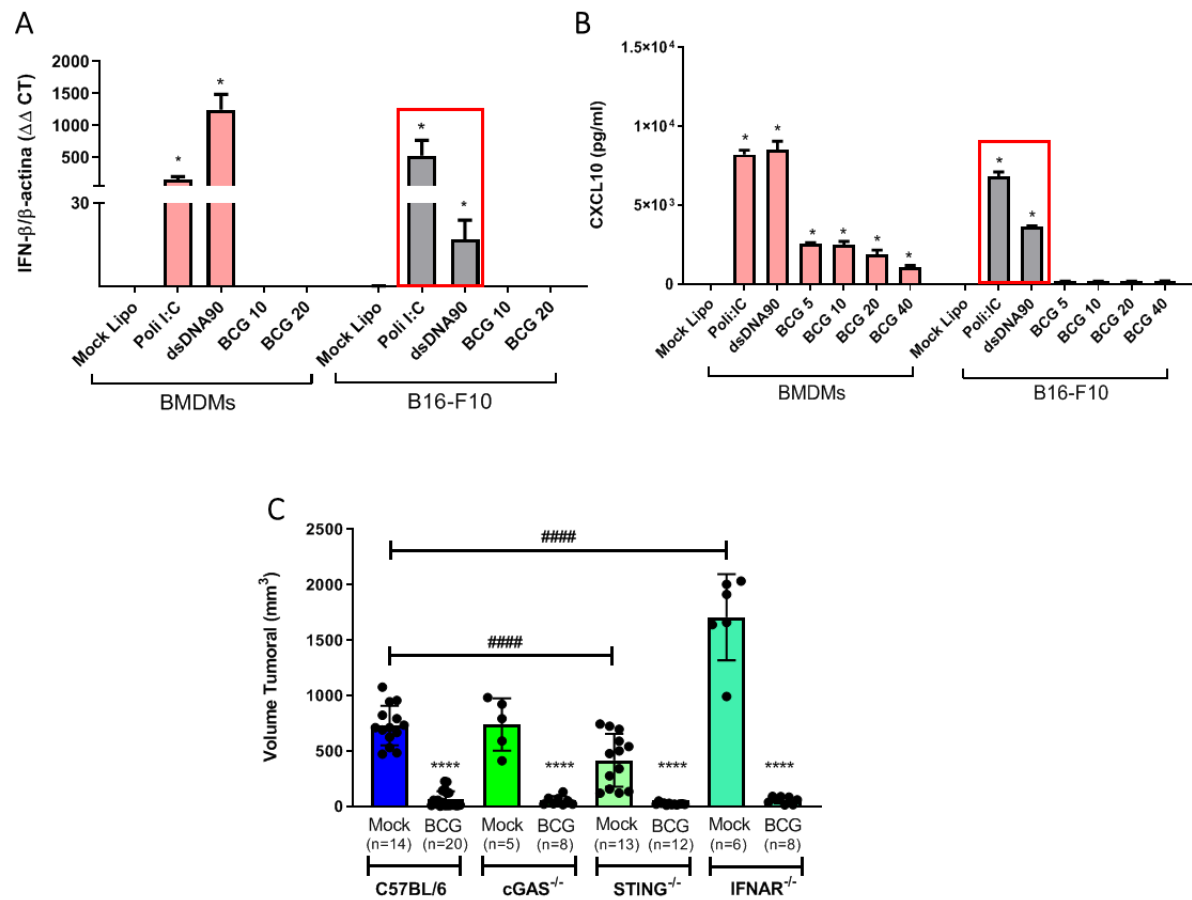 A
IFN-β/β-actina (ΔΔ CT)
2000
1500
1000
500
30
*
*
*
*
Mock Lipo
Poli I:C
dsDNA90
BCG 10
BCG 20
Mock Lipo
Poli I:C
dsDNA90
BCG 10
BCG 20
BMDMs
B16-F10
B
CXCL10 (pg/ml)
1.5×10⁴
1×10⁴
5×10³
0
*
*
*
*
*
*
*
*
Mock Lipo
Poli:IC
dsDNA90
BCG 5
BCG 10
BCG 20
BCG 40
Mock Lipo
Poli:IC
dsDNA90
BCG 5
BCG 10
BCG 20
BCG 40
BMDMs
B16-F10
C
Volume Tumoral (mm³)
2500
2000
1500
1000
500
0
####
####
****
****
****
****
Mock BCG Mock BCG Mock BCG Mock BCG
(n=14) (n=20) (n=5) (n=8) (n=13) (n=12) (n=6) (n=8)
C57BL/6 cGAS⁻/⁻ STING⁻/⁻ IFNAR⁻/⁻